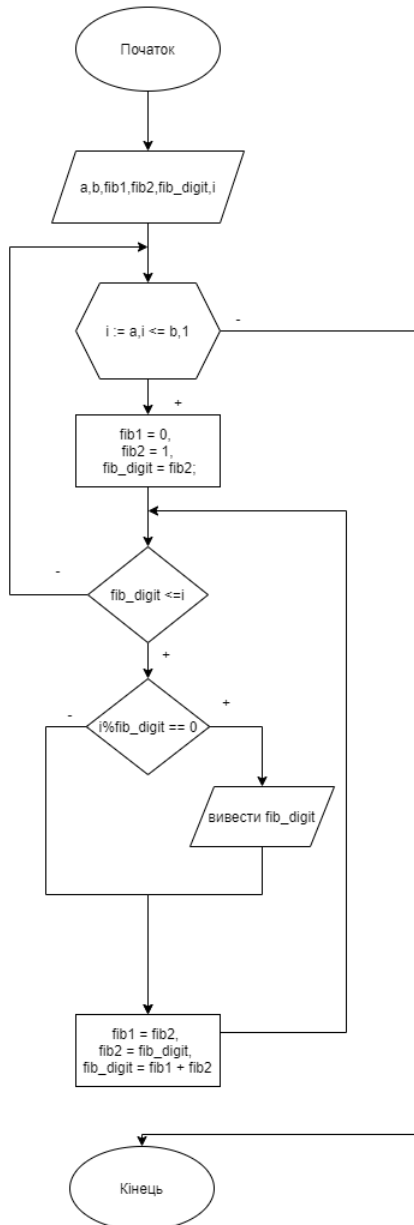 Початок
a,b,fib1,fib2,fib_digit,i
i := a,i <= b,1
-
+
fib1 = 0,
fib2 = 1,
fib_digit = fib2;
-
fib_digit <=i
+
-
i%fib_digit == 0
+
вивести fib_digit
fib1 = fib2,
fib2 = fib_digit,
fib_digit = fib1 + fib2
Кінець